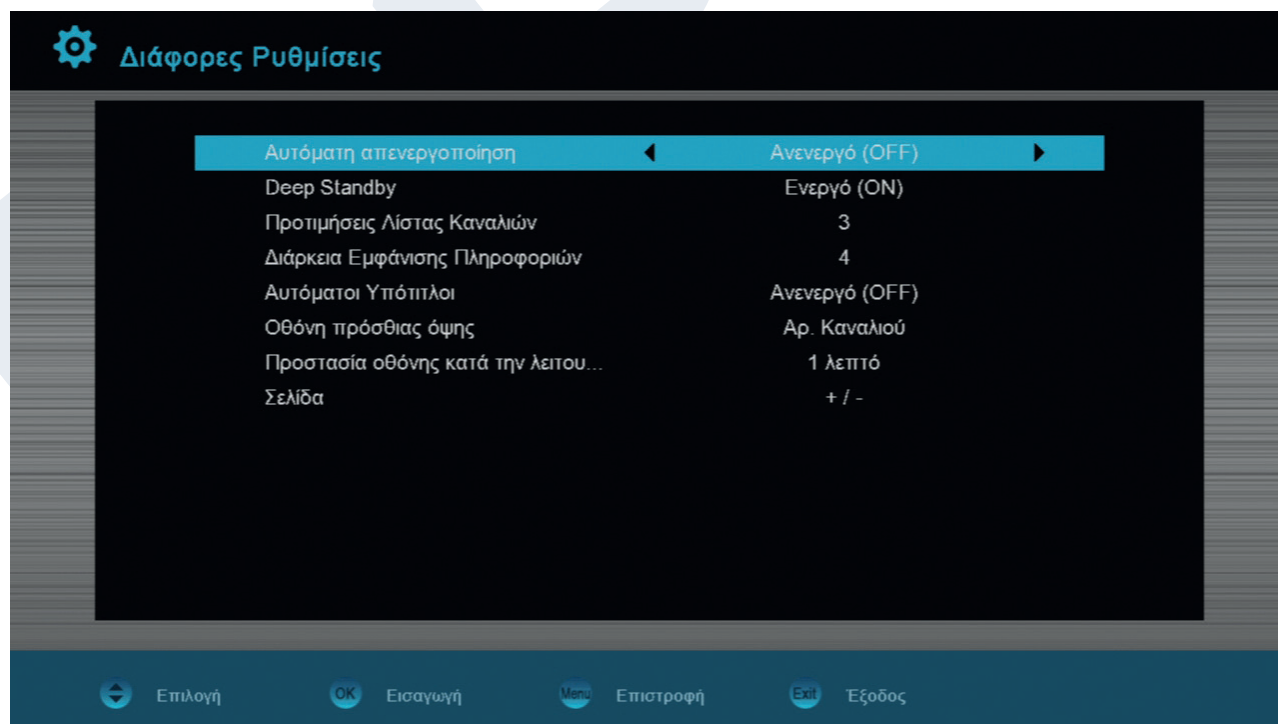 Διάφορες Ρυθμίσεις
Αυτόματη απενεργοποίηση Ανενεργό (OFF)
Deep Standby Ενεργό (ON)
Προτιμήσεις Λίστας Καναλιών 3
Διάρκεια Εμφάνισης Πληροφοριών 4
Αυτόματοι Υπότιτλοι Ανενεργό (OFF)
Οθόνη πρόσθιας όψης Αρ. Καναλιού
Προστασία οθόνης κατά την λειτου... 1 λεπτό
Σελίδα + / -
Επιλογή OK Εισαγωγή Menu Επιστροφή Exit Έξοδος